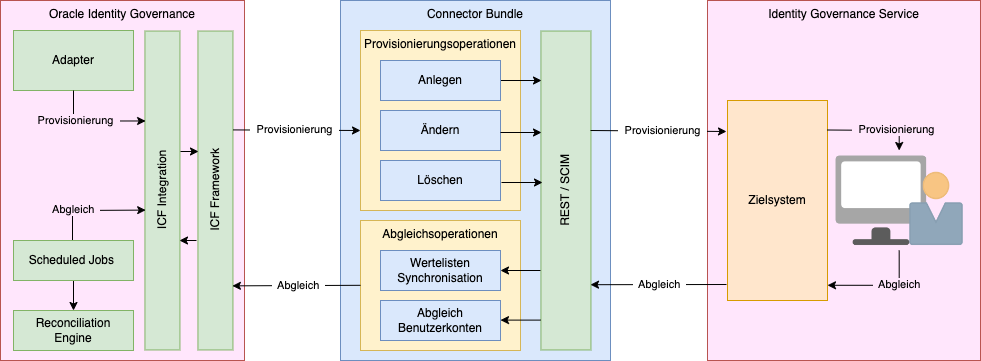 Oracle Identity Governance
Adapter
Provisionierung
Abgleich
Scheduled Jobs
Reconciliation
Engine
ICF Integration
ICF Framework
Provisionierung
Abgleich
Connector Bundle
Provisionierungsoperationen
Anlegen
Ändern
Löschen
Abgleichsoperationen
Wertelisten
Synchronisation
Abgleich
Benutzerkonten
REST / SCIM
Provisionierung
Abgleich
Identity Governance Service
Zielsystem
Provisionierung
Abgleich